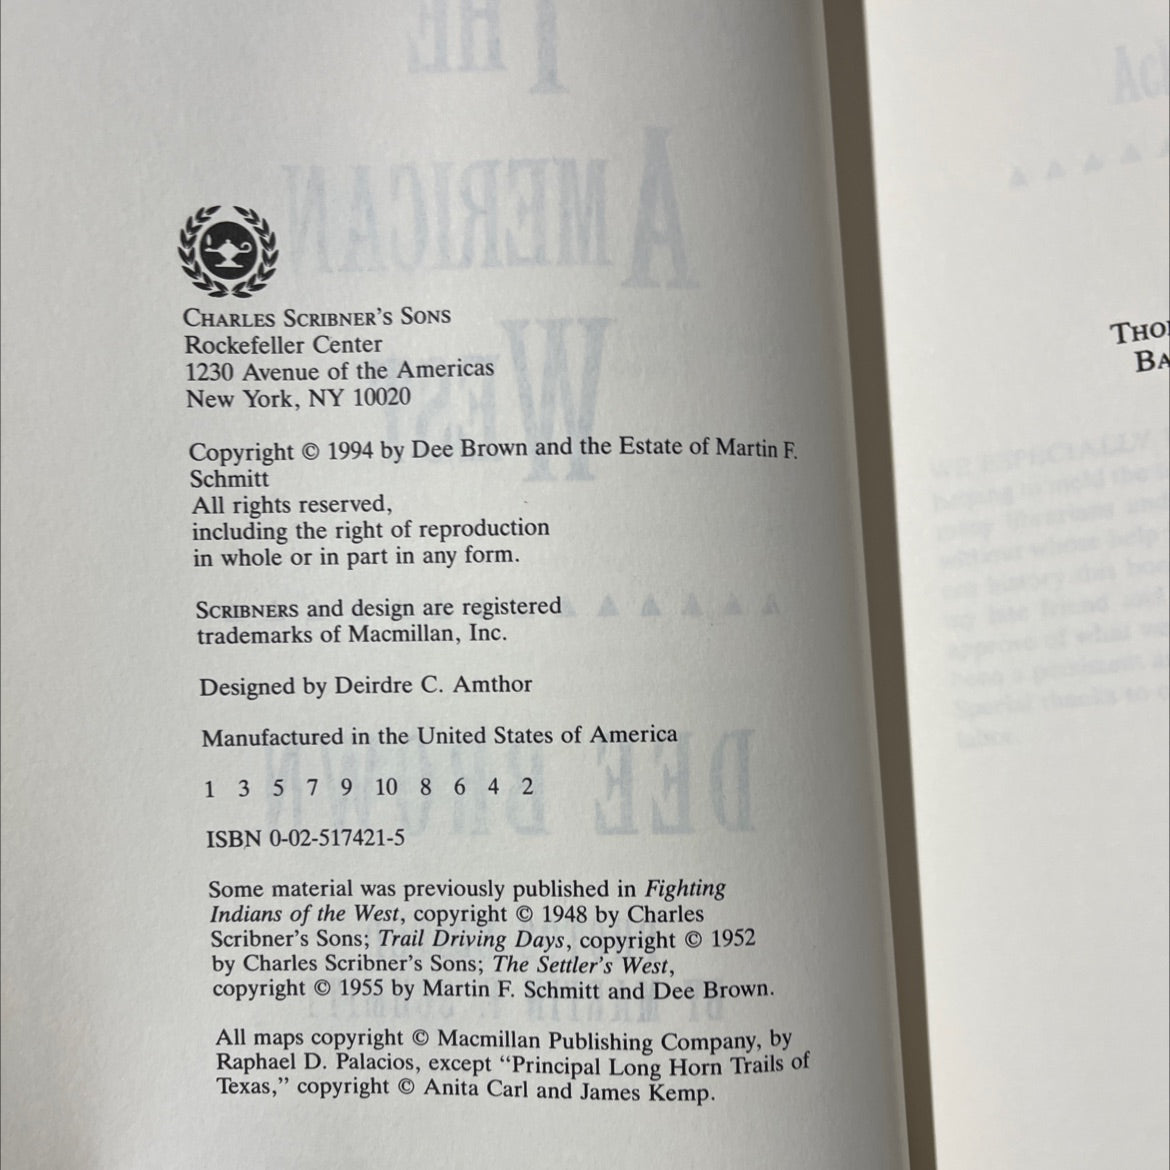 THE
AMERICAN
WEST
CHARLES SCRIBNER'S SONS
Rockefeller Center
1230 Avenue of the Americas
New York, NY 10020
Copyright © 1994 by Dee Brown and the Estate of Martin F.
Schmitt
All rights reserved,
including the right of reproduction
in whole or in part in any form.
SCRIBNERS and design are registered
trademarks of Macmillan, Inc.
Designed by Deirdre C. Amthor
Manufactured in the United States of America
DEE BROWN
1 3 5 7 9 10 8 6 4 2
ISBN 0-02-517421-5
Some material was previously published in Fighting
Indians of the West, copyright © 1948 by Charles
Scribner's Sons; Trail Driving Days, copyright © 1952
by Charles Scribner's Sons; The Settler's West,
copyright © 1955 by Martin F. Schmitt and Dee Brown.
All maps copyright © Macmillan Publishing Company, by
Raphael D. Palacios, except “Principal Long Horn Trails of
Texas,” copyright © Anita Carl and James Kemp.
THO
BA